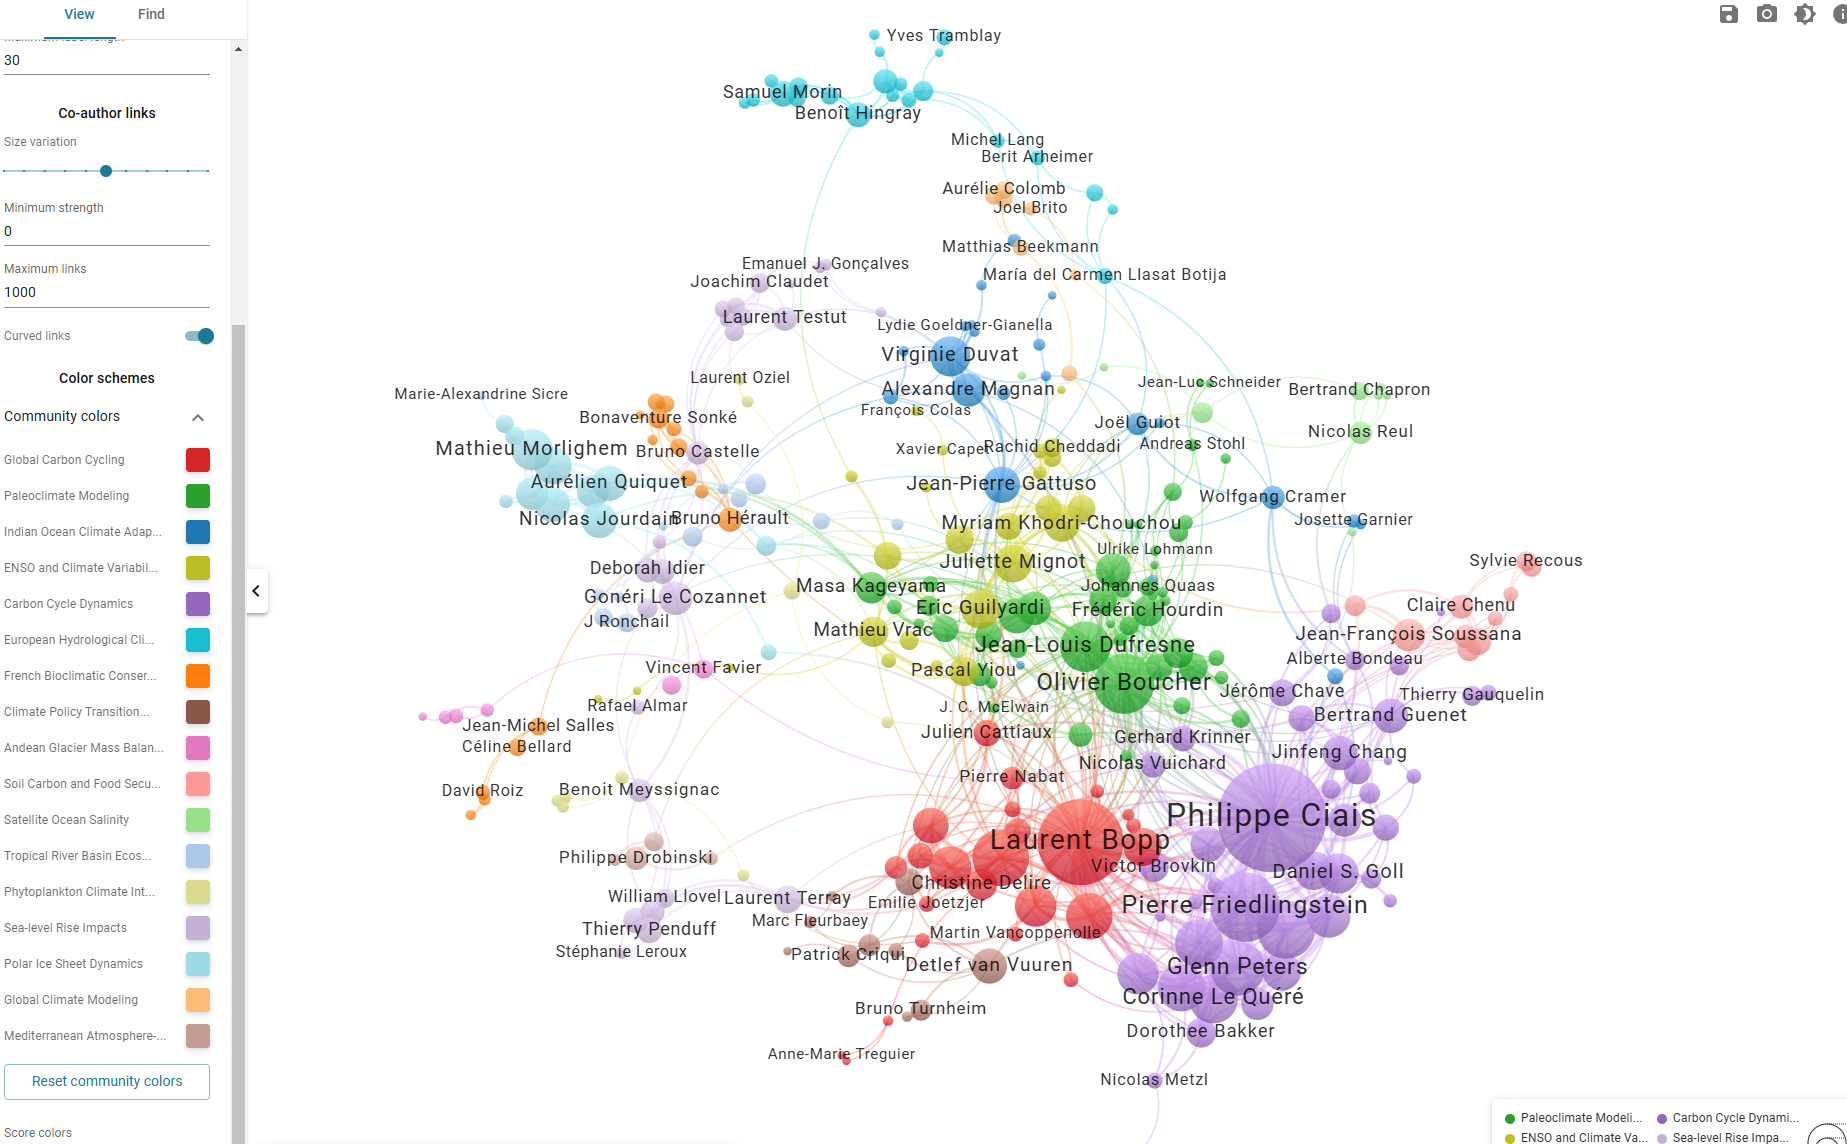 View
Find
30
Co-author links
Size variation
Minimum strength
0
Maximum links
1000
Curved links
Color schemes
Community colors
Global Carbon Cycling
Paleoclimate Modeling
Indian Ocean Climate Adap...
ENSO and Climate Variabil...
Carbon Cycle Dynamics
European Hydrological Cli...
French Bioclimatic Conser...
Climate Policy Transition...
Andean Glacier Mass Balan...
Soil Carbon and Food Secu...
Satellite Ocean Salinity
Tropical River Basin Ecos...
Phytoplankton Climate Int...
Sea-level Rise Impacts
Polar Ice Sheet Dynamics
Global Climate Modeling
Mediterranean Atmosphere-...
Reset community colors
Score colors
Yves Tramblay
Samuel Morin
Benoît Hingray
Michel Lang
Berit Arheimer
Aurélie Colomb
Joel Brito
Matthias Beekmann
Emanuel J. Gonçalves
María del Carmen Llasat Botija
Joachim Claudet
Laurent Testut
Lydie Goeldner-Gianella
Virginie Duvat
Laurent Oziel
Jean-Luc Schneider
Alexandre Magnan
Bertrand Chapron
Marie-Alexandrine Sicre
François Colas
Bonaventure Sonké
Joël Guiot
Nicolas Reul
Andreas Stohl
Mathieu Morlighem
Bruno Castelle
Xavier Capet
Rachid Cheddadi
Aurélien Quiquet
Jean-Pierre Gattuso
Wolfgang Cramer
Nicolas Jourdain
Bruno Hérault
Myriam Khodri-Chouchou
Josette Garnier
Ulrike Lohmann
Juliette Mignot
Sylvie Recous
Deborah Idier
Masa Kageyama
Johannes Quaas
Gonéri Le Cozannet
Eric Guilyardi
Frédéric Hourdin
Claire Chenu
J Ronchail
Mathieu Vrac
Jean-François Soussana
Jean-Louis Dufresne
Alberte Bondeau
Vincent Favier
Pascal Yiou
Olivier Boucher
Jérôme Chave
Thierry Gauquelin
Rafael Almar
J. C. McElwain
Bertrand Guenet
Jean-Michel Salles
Julien Cattiaux
Gerhard Krinner
Céline Bellard
Jinfeng Chang
Nicolas Vuichard
Pierre Nabat
David Roiz
Benoit Meyssignac
Philippe Ciais
Laurent Bopp
Philippe Drobinski
Victor Brovkin
Daniel S. Goll
Christine Delire
William Llovel
Laurent Terray
Emilie Joetzjer
Pierre Friedlingstein
Marc Fleurbaey
Thierry Penduff
Martin Vancoppenolle
Stéphanie Leroux
Patrick Criqui
Detlef van Vuuren
Glenn Peters
Corinne Le Quéré
Bruno Turnheim
Dorothee Bakker
Anne-Marie Treguier
Nicolas Metzl
Paleoclimate Modeli...
Carbon Cycle Dynami...
ENSO and Climate Va...
Sea-level Rise Impa...